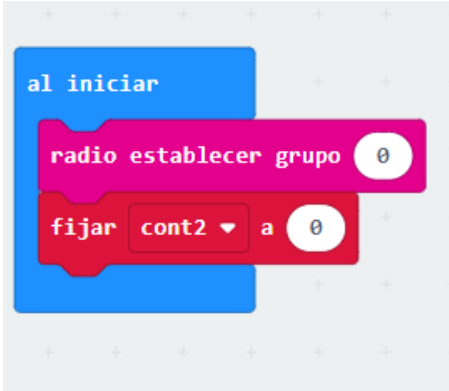 al iniciar
radio establecer grupo 0
fijar cont2 a 0